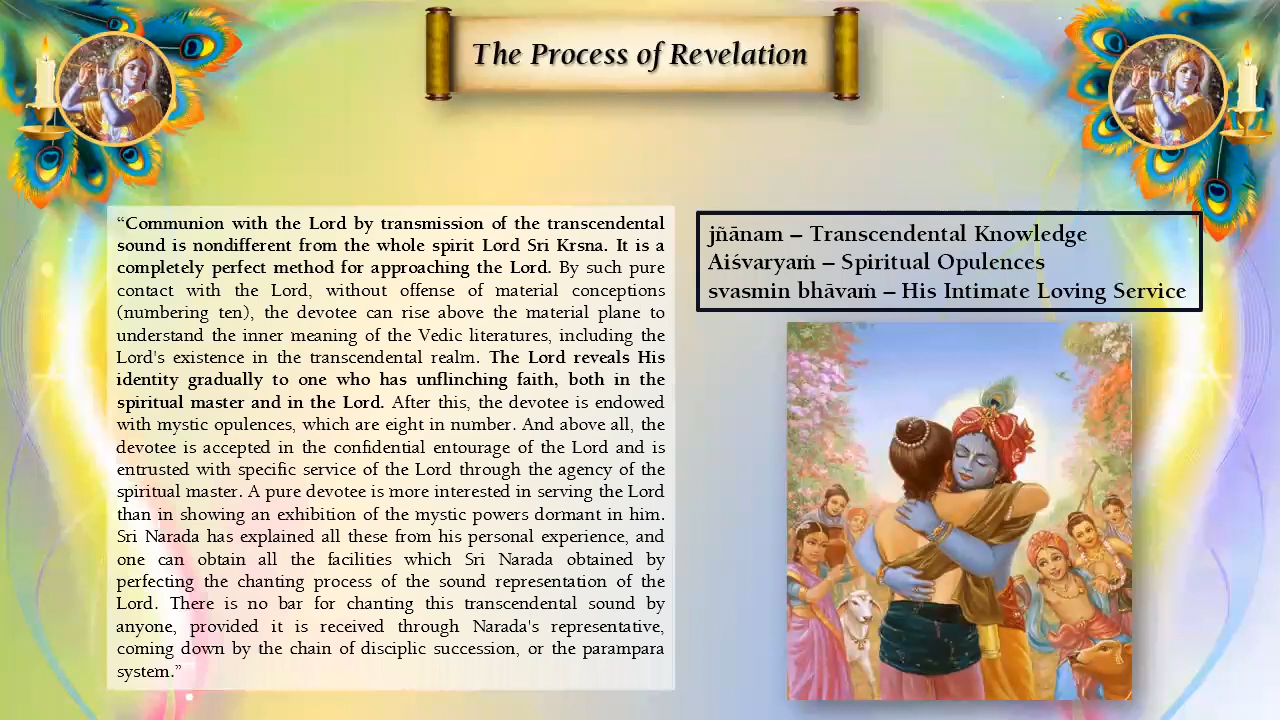 The Process of Revelation
“Communion with the Lord by transmission of the transcendental
sound is nondifferent from the whole spirit Lord Sri Krsna. It is a
completely perfect method for approaching the Lord. By such pure
contact with the Lord, without offense of material conceptions
(numbering ten), the devotee can rise above the material plane to
understand the inner meaning of the Vedic literatures, including the
Lord's existence in the transcendental realm. The Lord reveals His
identity gradually to one who has unflinching faith, both in the
spiritual master and in the Lord. After this, the devotee is endowed
with mystic opulences, which are eight in number. And above all, the
devotee is accepted in the confidential entourage of the Lord and is
entrusted with specific service of the Lord through the agency of the
spiritual master. A pure devotee is more interested in serving the Lord
than in showing an exhibition of the mystic powers dormant in him.
Sri Narada has explained all these from his personal experience, and
one can obtain all the facilities which Sri Narada obtained by
perfecting the chanting process of the sound representation of the
Lord. There is no bar for chanting this transcendental sound by
anyone, provided it is received through Narada's representative,
coming down by the chain of disciplic succession, or the parampara
system.”
jñānam – Transcendental Knowledge
Aiśvaryaṁ – Spiritual Opulences
svasmin bhāvaṁ – His Intimate Loving Service